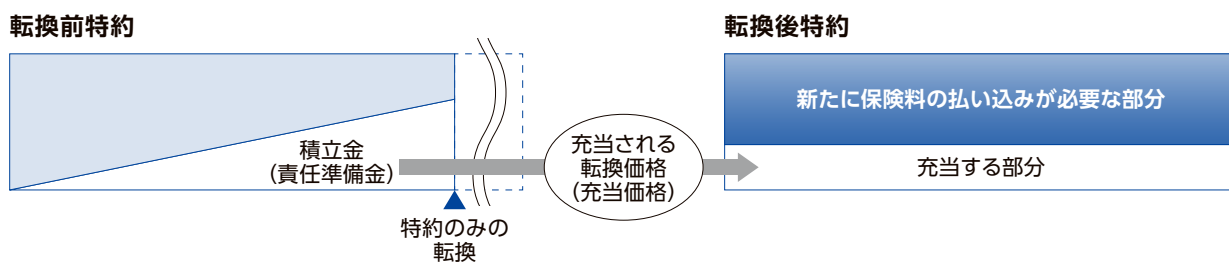 転換前特約
転換後特約
積立金
(責任準備金)
特約のみの
転換
充当される
転換価格
(充当価格)
新たに保険料の払い込みが必要な部分
充当する部分